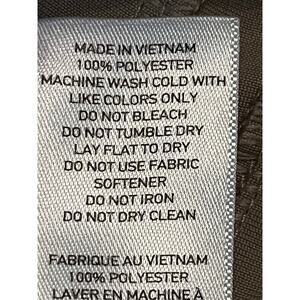 MADE IN VIETNAM
100% POLYESTER
MACHINE WASH COLD WITH
LIKE COLORS ONLY
DO NOT BLEACH
DO NOT TUMBLE DRY
LAY FLAT TO DRY
DO NOT USE FABRIC
SOFTENER
DO NOT IRON
DO NOT DRY CLEAN
FABRIQUE AU VIETNAM
100% POLYESTER
LAVER EN MACHINE À